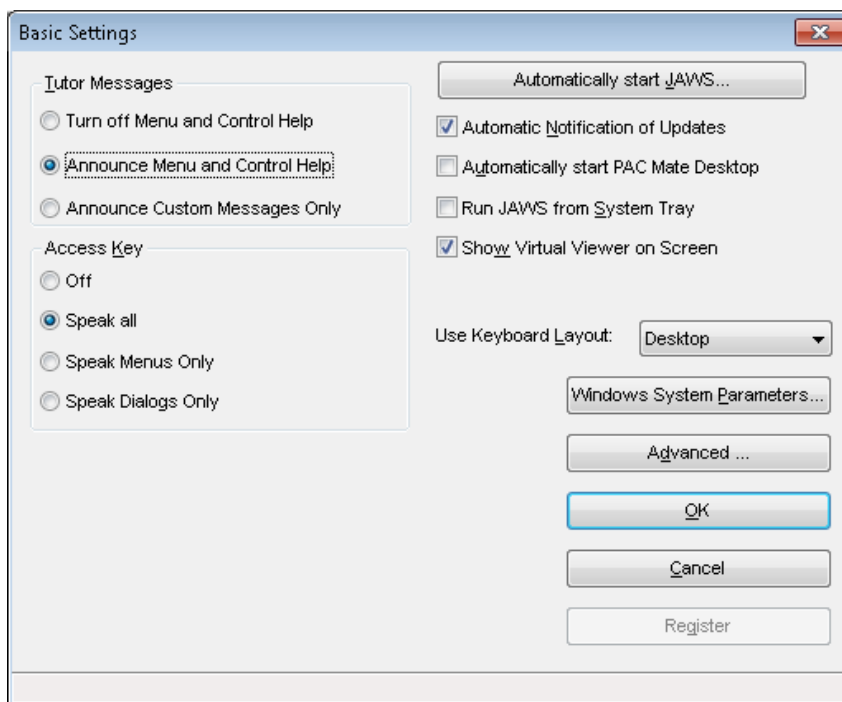 Basic Settings
Tutor Messages
Turn off Menu and Control Help
Announce Menu and Control Help
Announce Custom Messages Only
Access Key
Off
Speak all
Speak Menus Only
Speak Dialogs Only
Automatically start JAWS...
Automatic Notification of Updates
Automatically start PAC Mate Desktop
Run JAWS from System Tray
Show Virtual Viewer on Screen
Use Keyboard Layout: Desktop
Windows System Parameters...
Advanced ...
OK
Cancel
Register